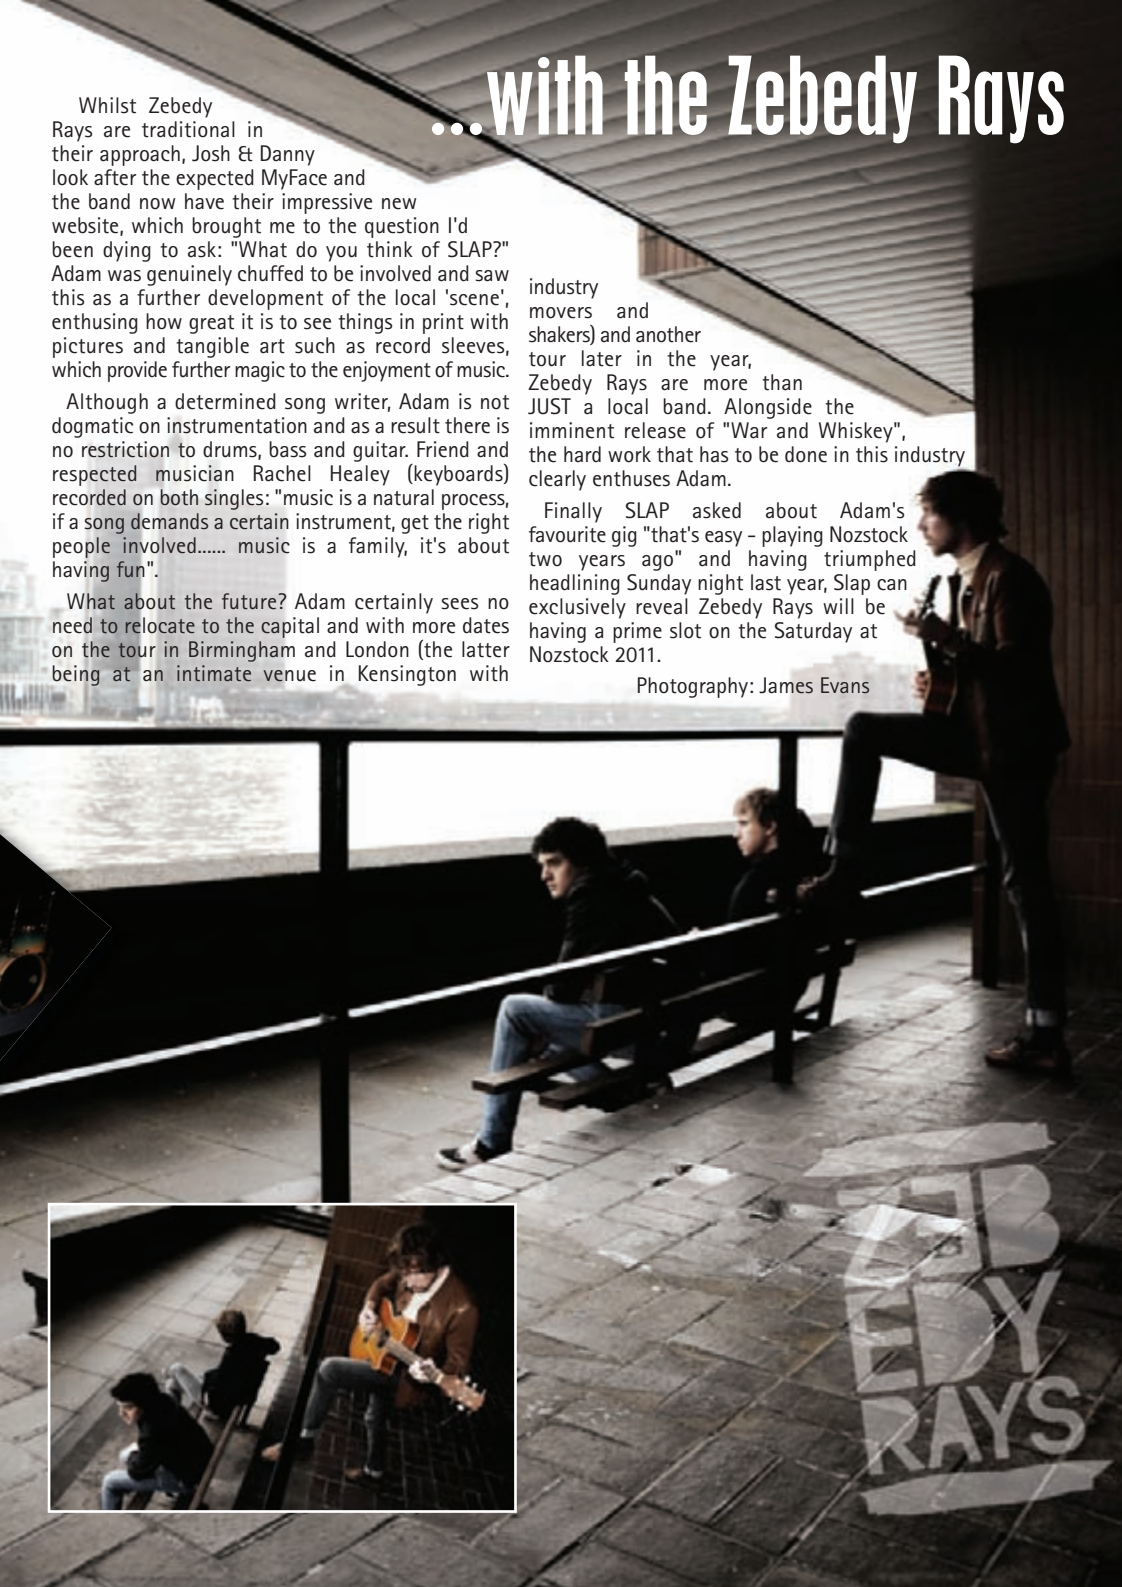 ...with the Zebedy Rays
Whilst Zebedy
Rays are traditional in
their approach, Josh & Danny
look after the expected MyFace and
the band now have their impressive new
website, which brought me to the question I'd
been dying to ask: "What do you think of SLAP?"
Adam was genuinely chuffed to be involved and saw
this as a further development of the local 'scene',
enthusing how great it is to see things in print with
pictures and tangible art such as record sleeves,
which provide further magic to the enjoyment of music.
Although a determined song writer, Adam is not
dogmatic on instrumentation and as a result there is
no restriction to drums, bass and guitar. Friend and
respected musician Rachel Healey (keyboards)
recorded on both singles: "music is a natural process,
if a song demands a certain instrument, get the right
people involved...... music is a family, it's about
having fun".
What about the future? Adam certainly sees no
need to relocate to the capital and with more dates
on the tour in Birmingham and London (the latter
being at an intimate venue in Kensington with
industry
movers and
shakers) and another
tour later in the year,
Zebedy Rays are more than
JUST a local band. Alongside the
imminent release of "War and Whiskey",
the hard work that has to be done in this industry
clearly enthuses Adam.
Finally SLAP asked about Adam's
favourite gig "that's easy - playing Nozstock
two years ago" and having triumphed
headlining Sunday night last year, Slap can
exclusively reveal Zebedy Rays will be
having a prime slot on the Saturday at
Nozstock 2011.
Photography: James Evans
ZEB
EDY
RAYS